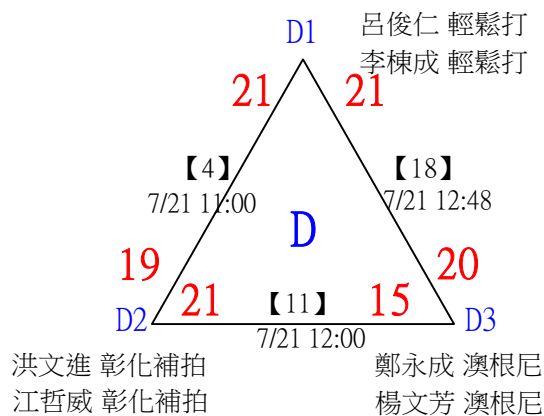 D1
呂俊仁 輕鬆打
李棟成 輕鬆打
21
21
【4】
7/21 11:00
【18】
7/21 12:48
D
19
20
21
【11】
15
D2
7/21 12:00
D3
洪文進 彰化補拍
江哲威 彰化補拍
鄭永成 澳根尼
楊文芳 澳根尼